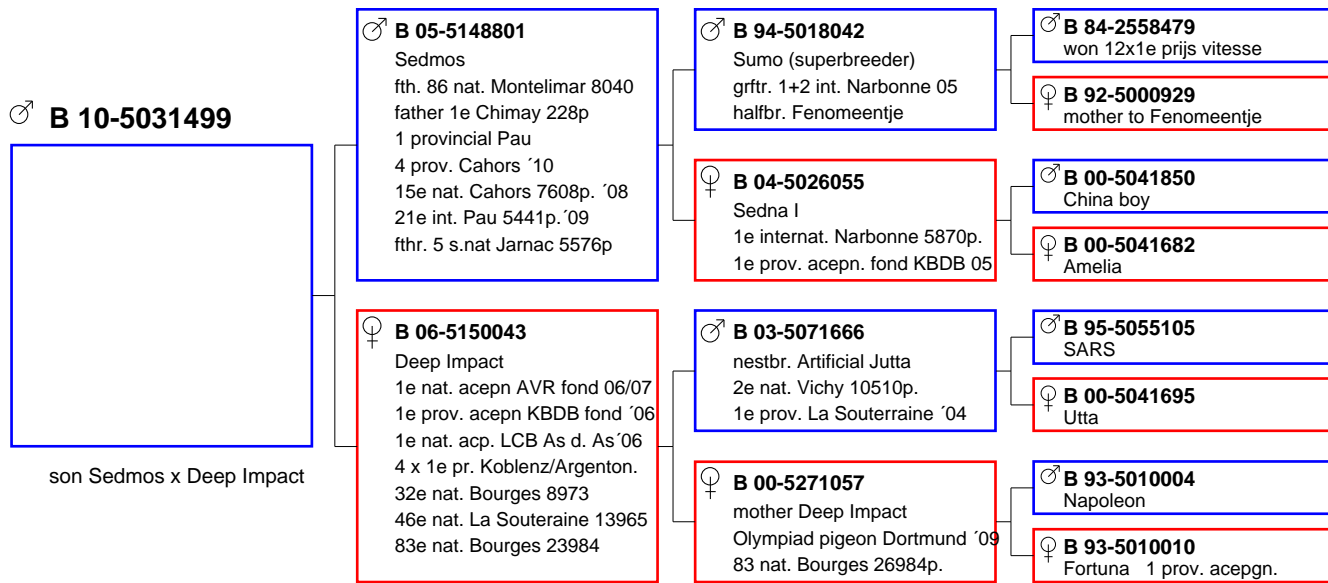 B 10-5031499
son Sedmos x Deep Impact
B 05-5148801
Sedmos
fth. 86 nat. Montelimar 8040
father 1e Chimay 228p
1 provincial Pau
4 prov. Cahors ´10
15e nat. Cahors 7608p. ´08
21e int. Pau 5441p.´09
fthr. 5 s.nat Jarnac 5576p
B 06-5150043
Deep Impact
1e nat. acepn AVR fond 06/07
1e prov. acepn KBDB fond ´06
1e nat. acp. LCB As d. As´06
4 x 1e pr. Koblenz/Argenton.
32e nat. Bourges 8973
46e nat. La Souteraine 13965
83e nat. Bourges 23984
B 94-5018042
Sumo (superbreeder)
grftr. 1+2 int. Narbonne 05
halfbr. Fenomeentje
B 04-5026055
Sedna I
1e internat. Narbonne 5870p.
1e prov. acepn. fond KBDB 05
B 03-5071666
nestbr. Artificial Jutta
2e nat. Vichy 10510p.
1e prov. La Souterraine ´04
B 00-5271057
mother Deep Impact
Olympiad pigeon Dortmund ´09
83 nat. Bourges 26984p.
B 84-2558479
won 12x1e prijs vitesse
B 92-5000929
mother to Fenomeentje
B 00-5041850
China boy
B 00-5041682
Amelia
B 95-5055105
SARS
B 00-5041695
Utta
B 93-5010004
Napoleon
B 93-5010010
Fortuna   1 prov. acepgn.